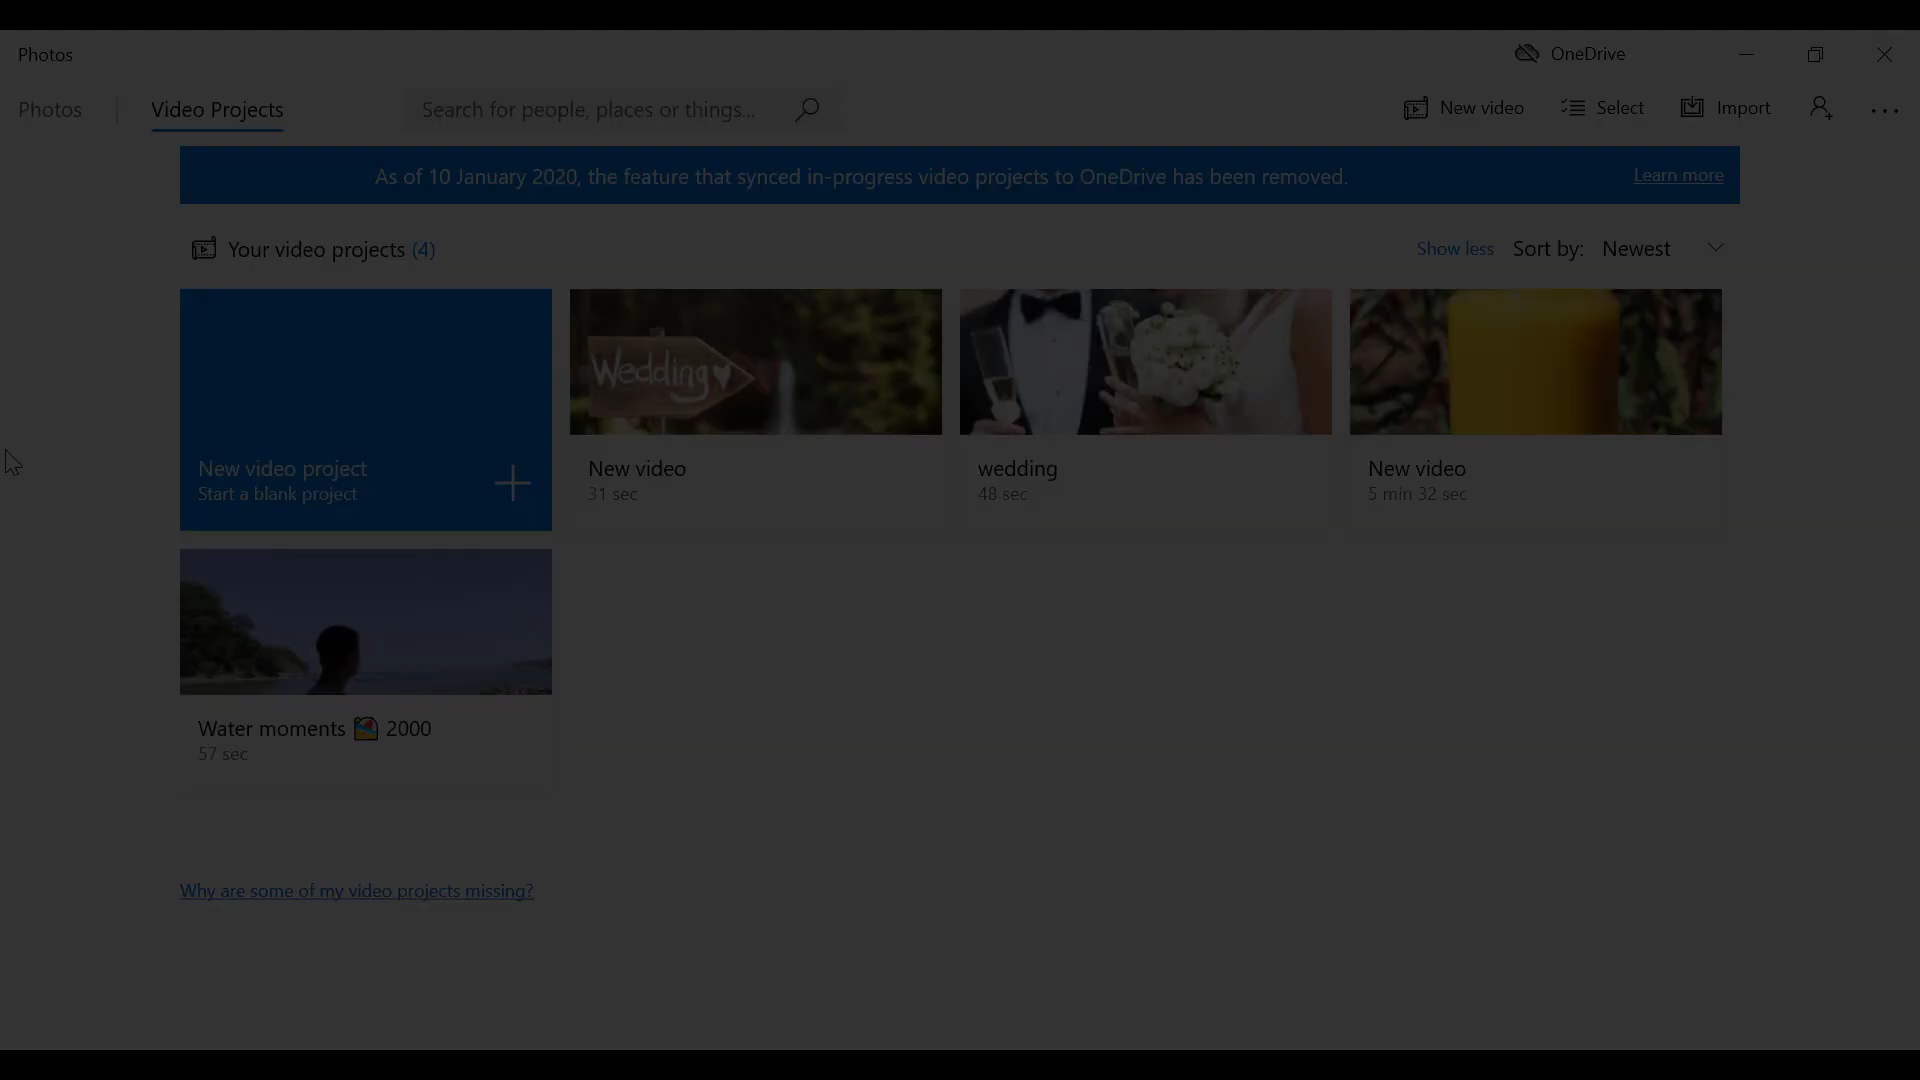 Photos
OneDrive
Photos
Video Projects
Search for people, places or things...
New video
Select
Import
As of 10 January 2020, the feature that synced in-progress video projects to OneDrive has been removed.
Learn more
Your video projects (4)
Show less
Sort by: Newest
Wedding
New video project
Start a blank project
New video
31 sec
wedding
48 sec
New video
5 min 32 sec
Water moments 🏖 2000
57 sec
Why are some of my video projects missing?